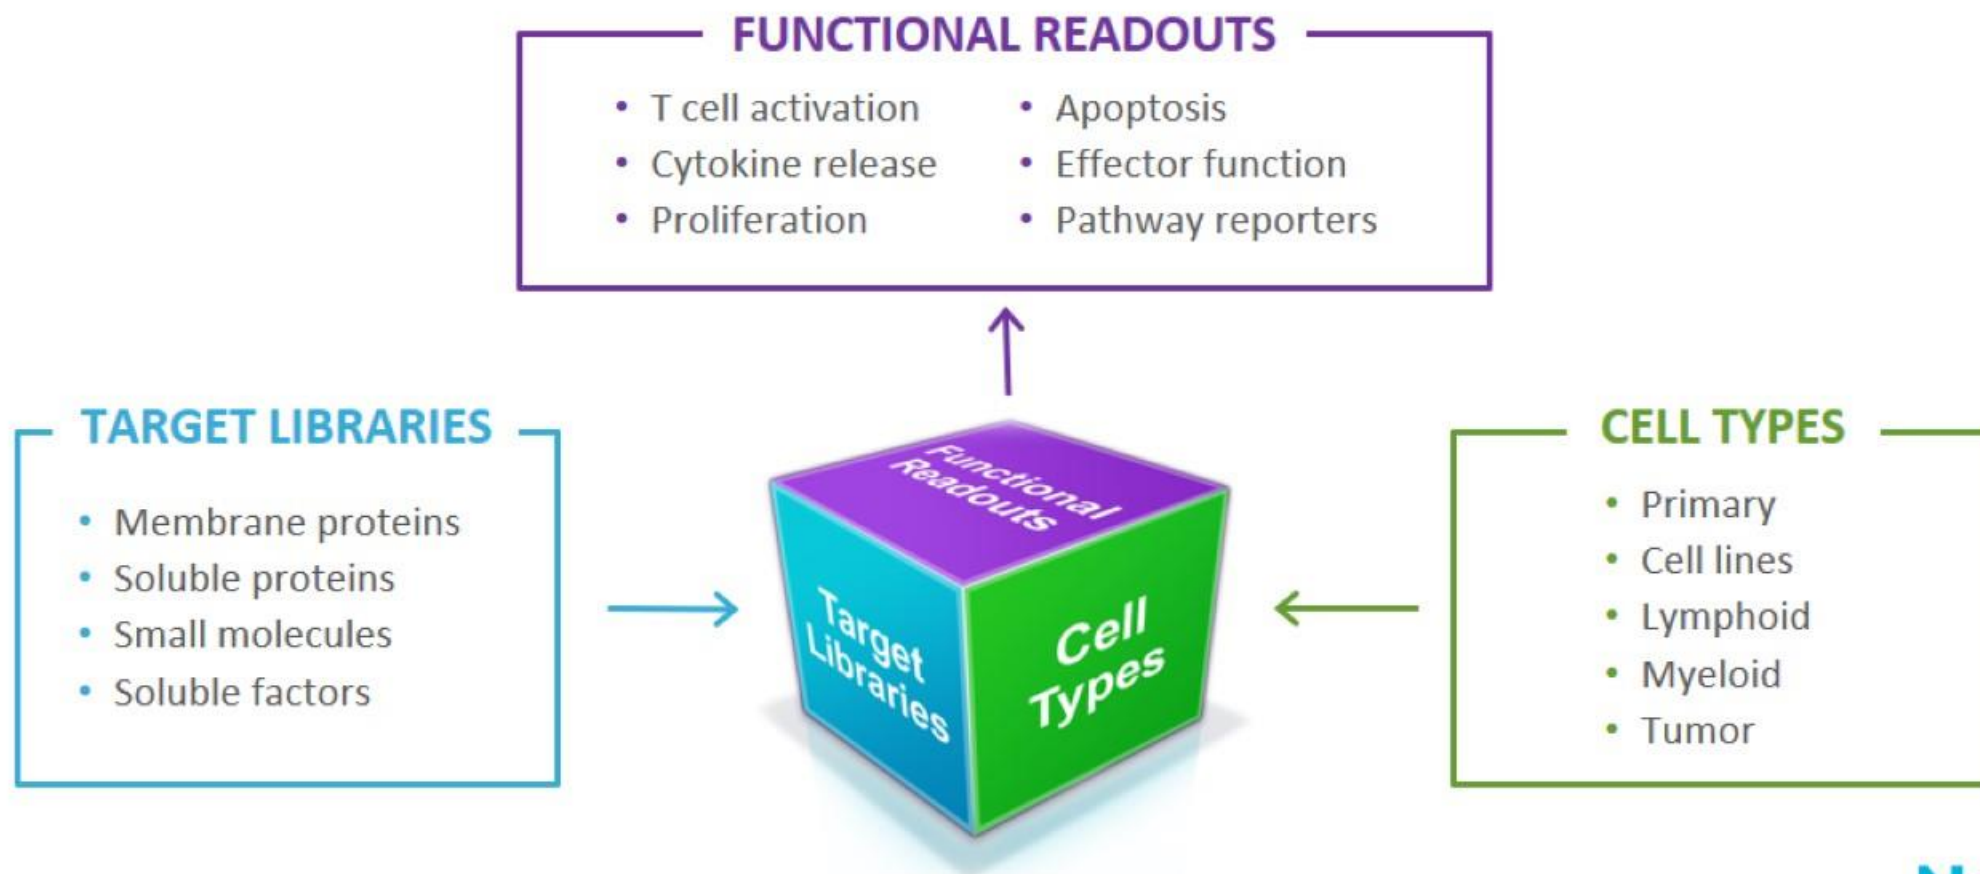 FUNCTIONAL READOUTS
• T cell activation
• Cytokine release
• Proliferation
• Apoptosis
• Effector function
• Pathway reporters
TARGET LIBRARIES
• Membrane proteins
• Soluble proteins
• Small molecules
• Soluble factors
Functional
Readouts
Target
Libraries
Cell
Types
CELL TYPES
• Primary
• Cell lines
• Lymphoid
• Myeloid
• Tumor